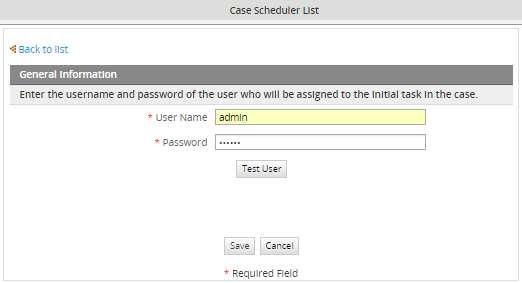 Case Scheduler List
Back to list
General Information
Enter the username and password of the user who will be assigned to the initial task in the case.
* User Name admin
* Password ••••••
Test User
Save Cancel
* Required Field